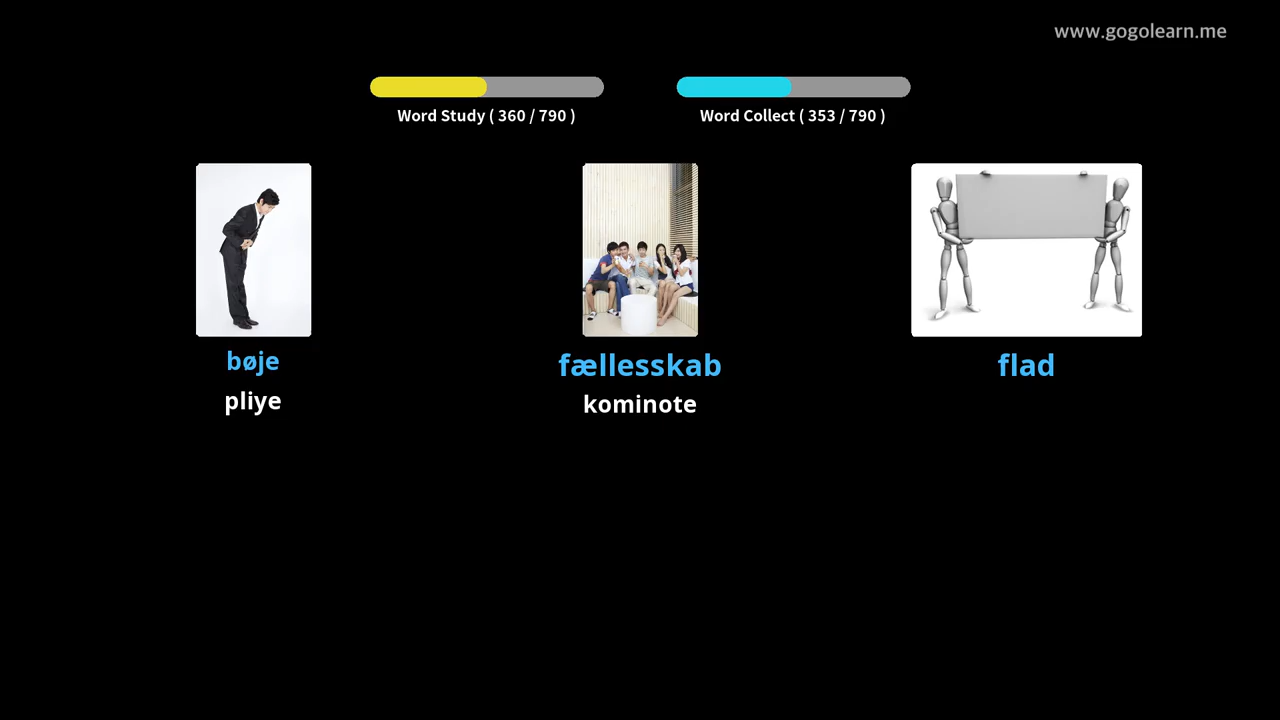 www.gogolearn.me
Word Study ( 360 / 790 )
Word Collect ( 353 / 790 )
bøje
pliye
fællesskab
kominote
flad